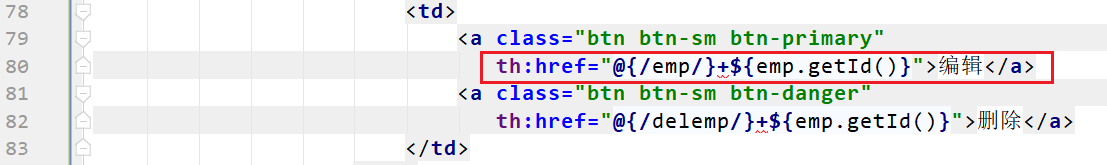 78 <td>
79 <a class="btn btn-sm btn-primary"
80 th:href="@{/emp/}+${emp.getId()}">编辑</a>
81 <a class="btn btn-sm btn-danger"
82 th:href="@{/delemp/}+${emp.getId()}">删除</a>
83 </td>